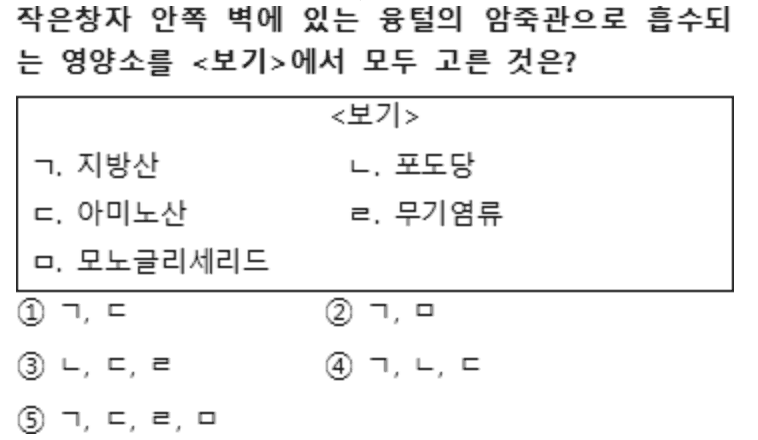 작은창자 안쪽 벽에 있는 융털의 암죽관으로 흡수되
는 영양소를 <보기>에서 모두 고른 것은?
<보기>
ㄱ. 지방산 ㄴ. 포도당
ㄷ. 아미노산 ㄹ. 무기염류
ㅁ. 모노글리세리드
① ㄱ, ㄷ ② ㄱ, ㅁ
③ ㄴ, ㄷ, ㄹ ④ ㄱ, ㄴ, ㄷ
⑤ ㄱ, ㄷ, ㄹ, ㅁ